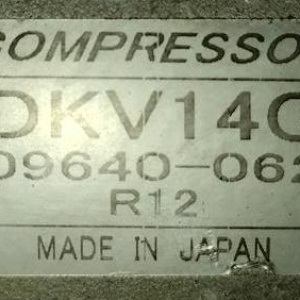 COMPRESSO
DKV14C
09640-062
R12
MADE IN JAPAN